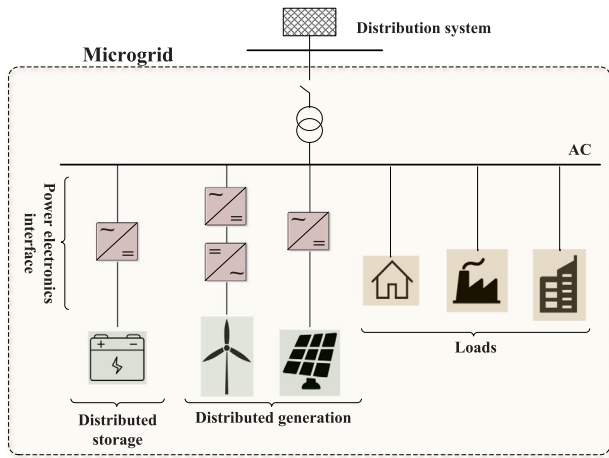 Distribution system
Microgrid
AC
Power electronics
interface
Loads
Distributed
storage
Distributed generation